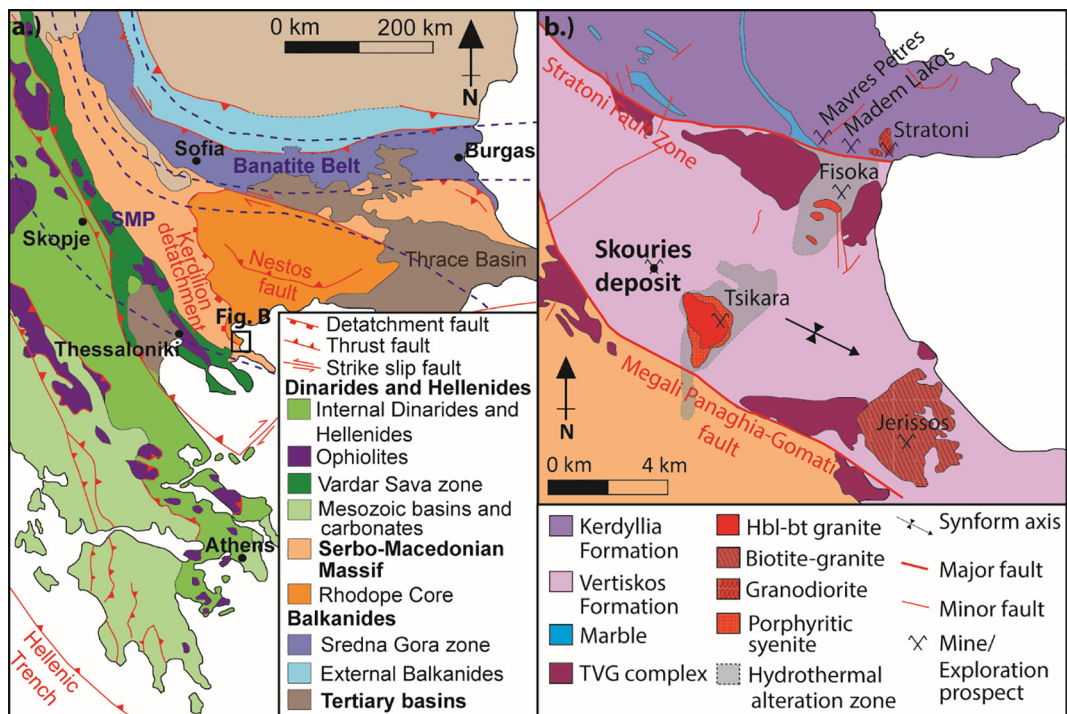 a.)
0 km 200 km
N
Sofia
Burgas
Banatite Belt
SMP
Skopje
Kerdilion
detatchment
Nestos
fault
Thrace Basin
Fig. B
Thessaloniki
Athens
Hellenic
Trench
Detatchment fault
Thrust fault
Strike slip fault
Dinarides and Hellenides
Internal Dinarides and
Hellenides
Ophiolites
Vardar Sava zone
Mesozoic basins and
carbonates
Serbo-Macedonian
Massif
Rhodope Core
Balkanides
Sredna Gora zone
External Balkanides
Tertiary basins
b.)
Stratoni Fault Zone
Mavres Petres
Madem Lakos
Stratoni
Fisoka
Skouries
deposit
Tsikara
Megali Panaghia-Gomati
fault
Jerissos
N
0 km 4 km
Kerdyllia
Formation
Vertiskos
Formation
Marble
TVG complex
Hbl-bt granite
Biotite-granite
Granodiorite
Porphyritic
syenite
Hydrothermal
alteration zone
Synform axis
Major fault
Minor fault
Mine/
Exploration
prospect